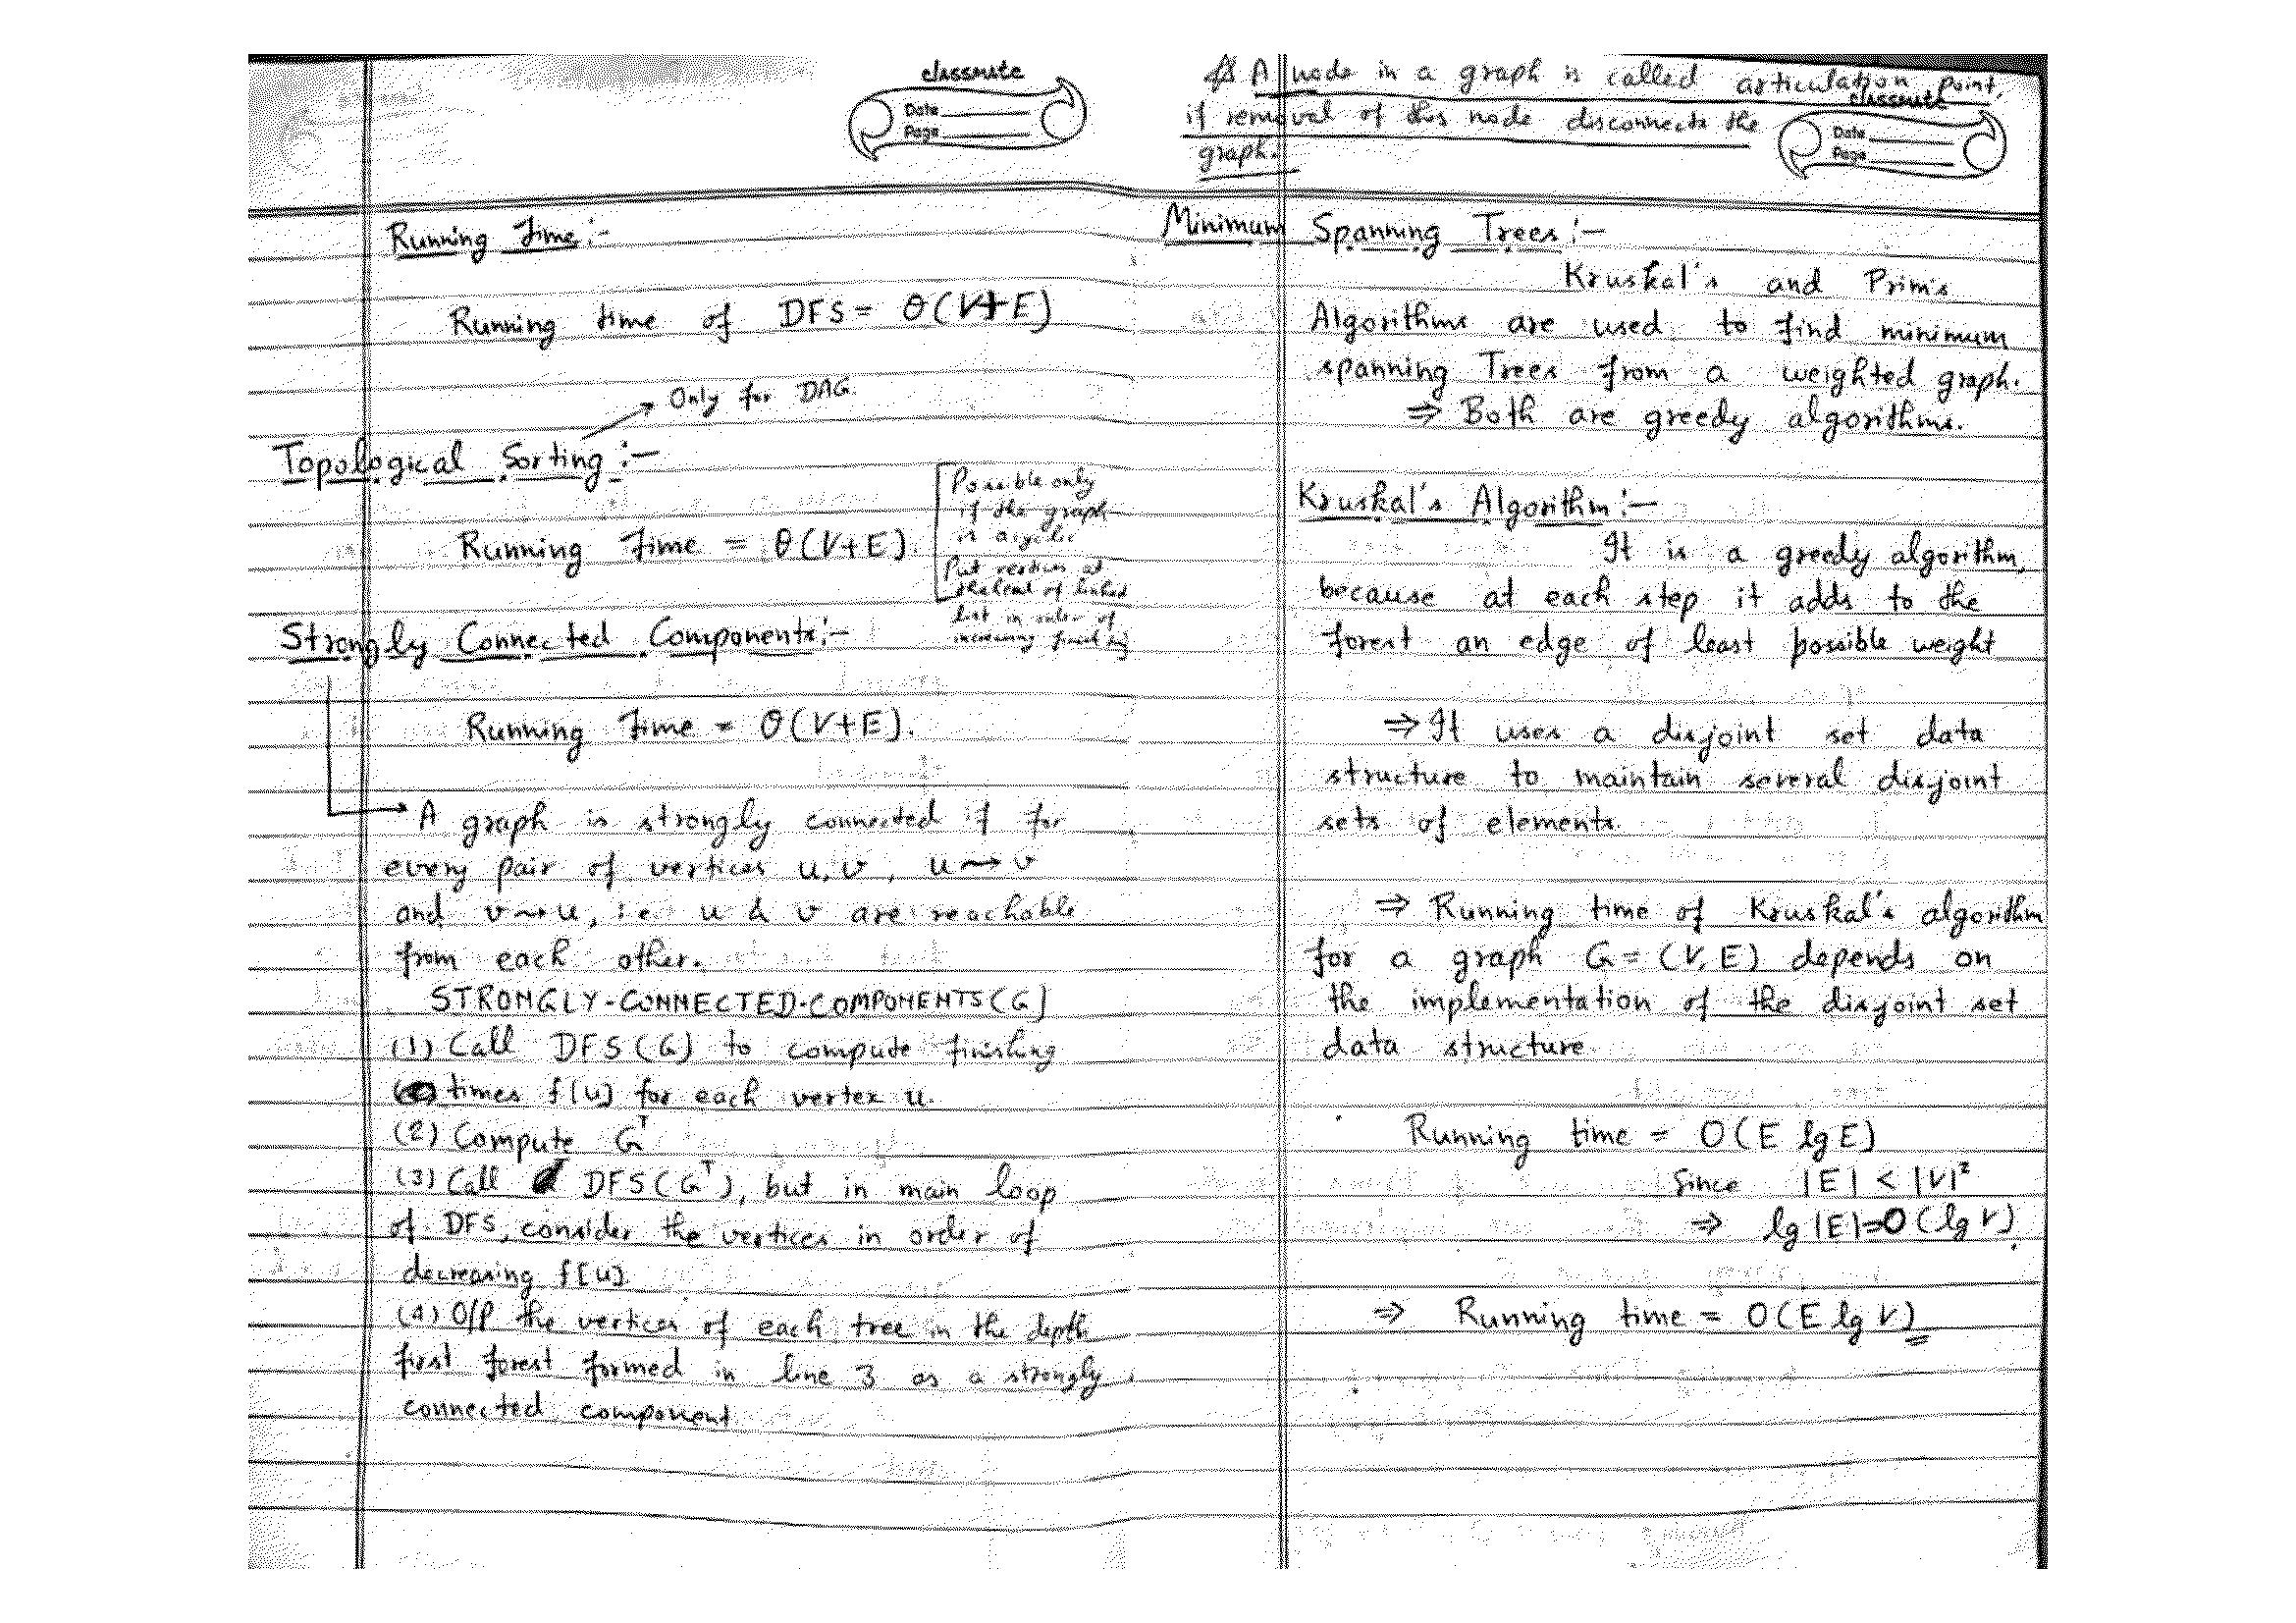 classmate
Date
Page
Running Time:-
Running time of DFS = θ(V+E)
Only for DAG.
Topological Sorting :-
Possible only
if the graph
is acyclic
Running Time = θ(V+E).
Put vertices at
the of linked
list in order of
increasing
Strongly Connected Components:-
Running Time = θ(V+E).
A graph is strongly connected if for
every pair of vertices u, v, u⇝v
and v⇝u, i.e. u & v are reachable
from each other.
STRONGLY-CONNECTED-COMPONENTS(G)
(1) Call DFS(G) to compute finishing
times f[u] for each vertex u.
(2) Compute Gᵀ
(3) Call DFS(Gᵀ), but in main loop
of DFS, consider the vertices in order of
decreasing f[u].
(4) O/P the vertices of each tree in the depth
first forest formed in line 3 as a strongly
connected component
A node in a graph is called articulation point,
if removal of this node disconnects the
graph.
classmate
Date
Page
Minimum Spanning Trees :-
Kruskal's and Prim's
Algorithms are used to find minimum
spanning Trees from a weighted graph.
⇒ Both are greedy algorithms.
Kruskal's Algorithm :-
It is a greedy algorithm,
because at each step it adds to the
forest an edge of least possible weight
⇒ It uses a disjoint set data
structure to maintain several disjoint
sets of elements.
⇒ Running time of Kruskal's algorithm
for a graph G = (V, E) depends on
the implementation of the disjoint set
data structure.
Running time = O(E lg E)
Since |E| < |V|²
⇒ lg |E| = O(lg V).
⇒ Running time = O(E lg V)